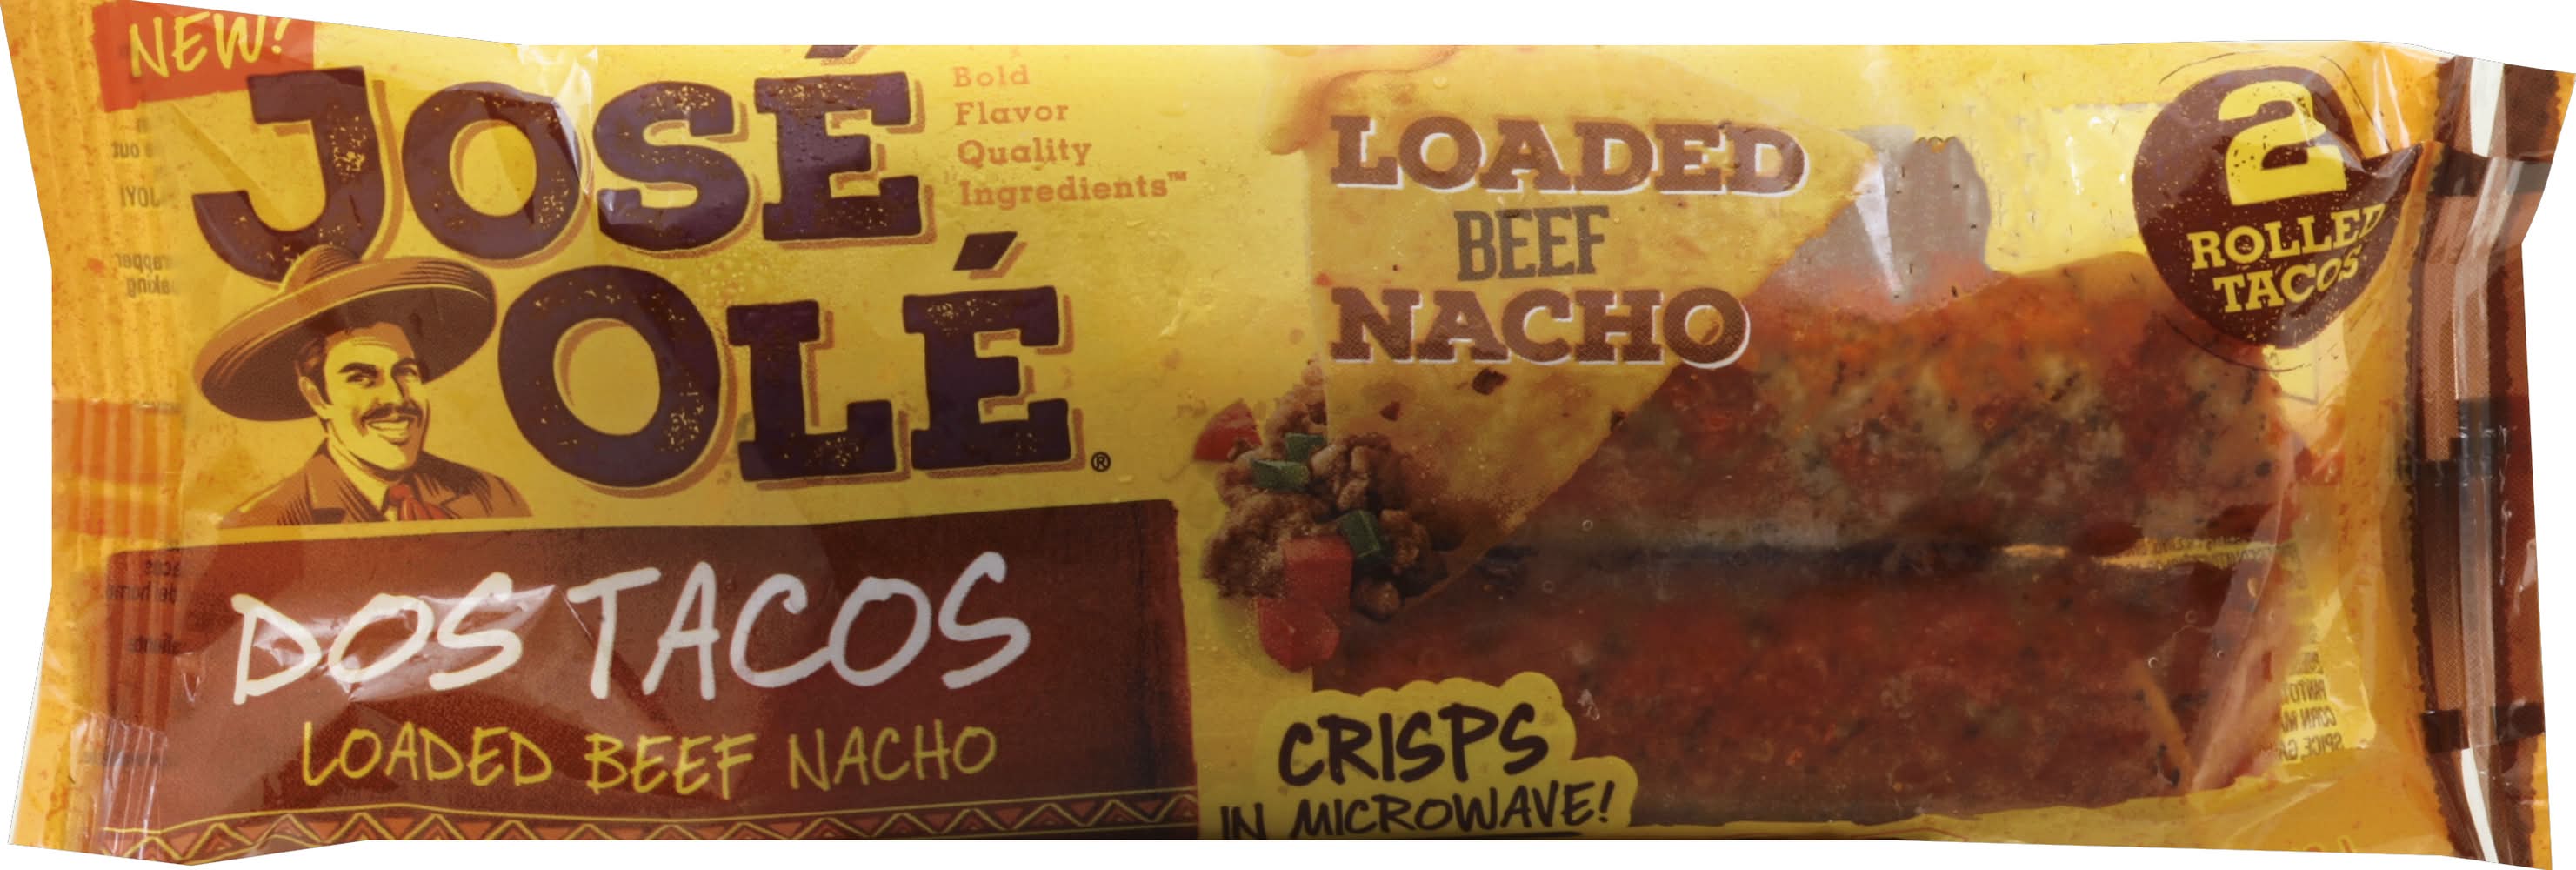 NEW!
JOSÉ
OLÉ®
Bold
Flavor
Quality
Ingredients™
DOS TACOS
LOADED BEEF NACHO
LOADED
BEEF
NACHO
2
ROLLED
TACOS
CRISPS
IN MICROWAVE!